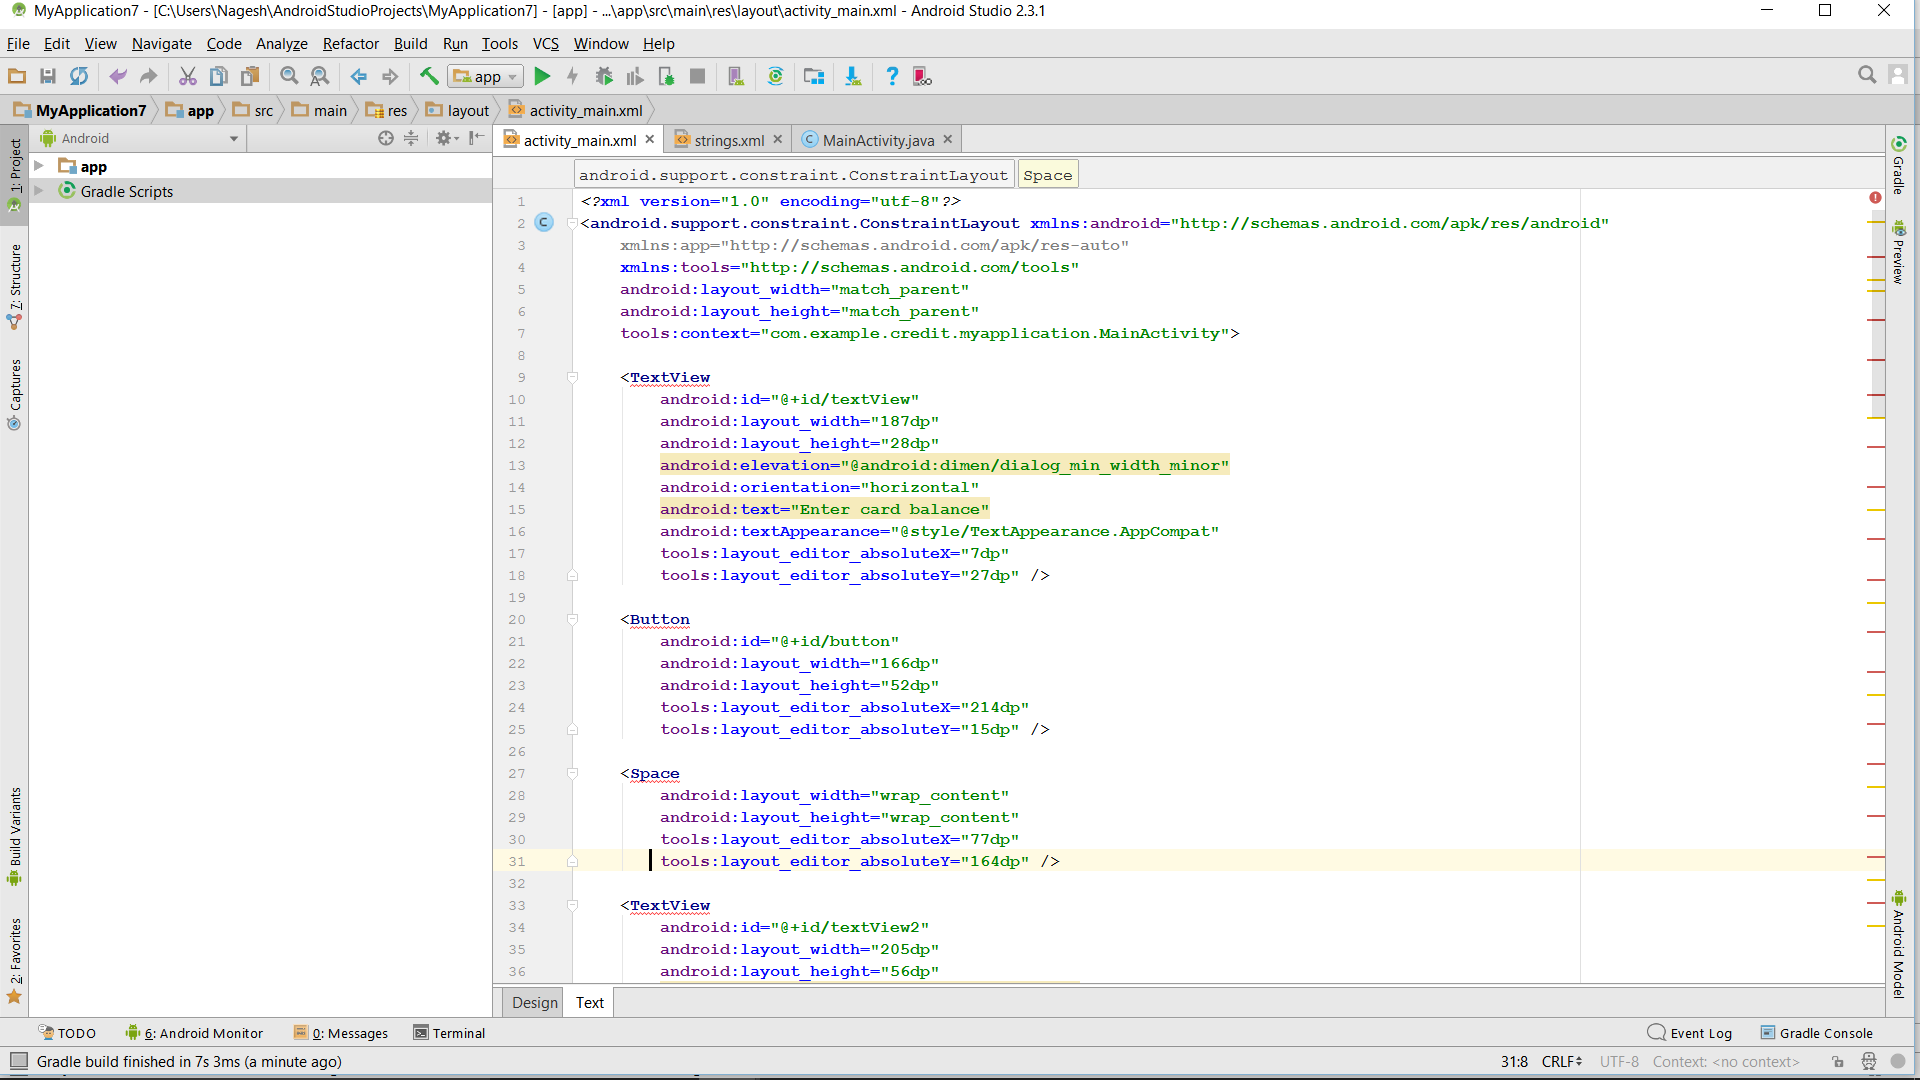 MyApplication7 - [C:\Users\Nagesh\AndroidStudioProjects\MyApplication7] - [app] - ...\app\src\main\res\layout\activity_main.xml - Android Studio 2.3.1
File Edit View Navigate Code Analyze Refactor Build Run Tools VCS Window Help
app
MyApplication7 app src main res layout activity_main.xml
Android
activity_main.xml strings.xml MainActivity.java
app
Gradle Scripts
android.support.constraint.ConstraintLayout Space
1 <?xml version="1.0" encoding="utf-8"?>
2 <android.support.constraint.ConstraintLayout xmlns:android="http://schemas.android.com/apk/res/android"
3 xmlns:app="http://schemas.android.com/apk/res-auto"
4 xmlns:tools="http://schemas.android.com/tools"
5 android:layout_width="match_parent"
6 android:layout_height="match_parent"
7 tools:context="com.example.credit.myapplication.MainActivity">
8
9 <TextView
10 android:id="@+id/textView"
11 android:layout_width="187dp"
12 android:layout_height="28dp"
13 android:elevation="@android:dimen/dialog_min_width_minor"
14 android:orientation="horizontal"
15 android:text="Enter card balance"
16 android:textAppearance="@style/TextAppearance.AppCompat"
17 tools:layout_editor_absoluteX="7dp"
18 tools:layout_editor_absoluteY="27dp" />
19
20 <Button
21 android:id="@+id/button"
22 android:layout_width="166dp"
23 android:layout_height="52dp"
24 tools:layout_editor_absoluteX="214dp"
25 tools:layout_editor_absoluteY="15dp" />
26
27 <Space
28 android:layout_width="wrap_content"
29 android:layout_height="wrap_content"
30 tools:layout_editor_absoluteX="77dp"
31 tools:layout_editor_absoluteY="164dp" />
32
33 <TextView
34 android:id="@+id/textView2"
35 android:layout_width="205dp"
36 android:layout_height="56dp"
1: Project
7: Structure
Captures
Build Variants
2: Favorites
Gradle
Preview
Android Model
Design Text
TODO 6: Android Monitor 0: Messages Terminal Event Log Gradle Console
Gradle build finished in 7s 3ms (a minute ago) 31:8 CRLF UTF-8 Context: <no context>